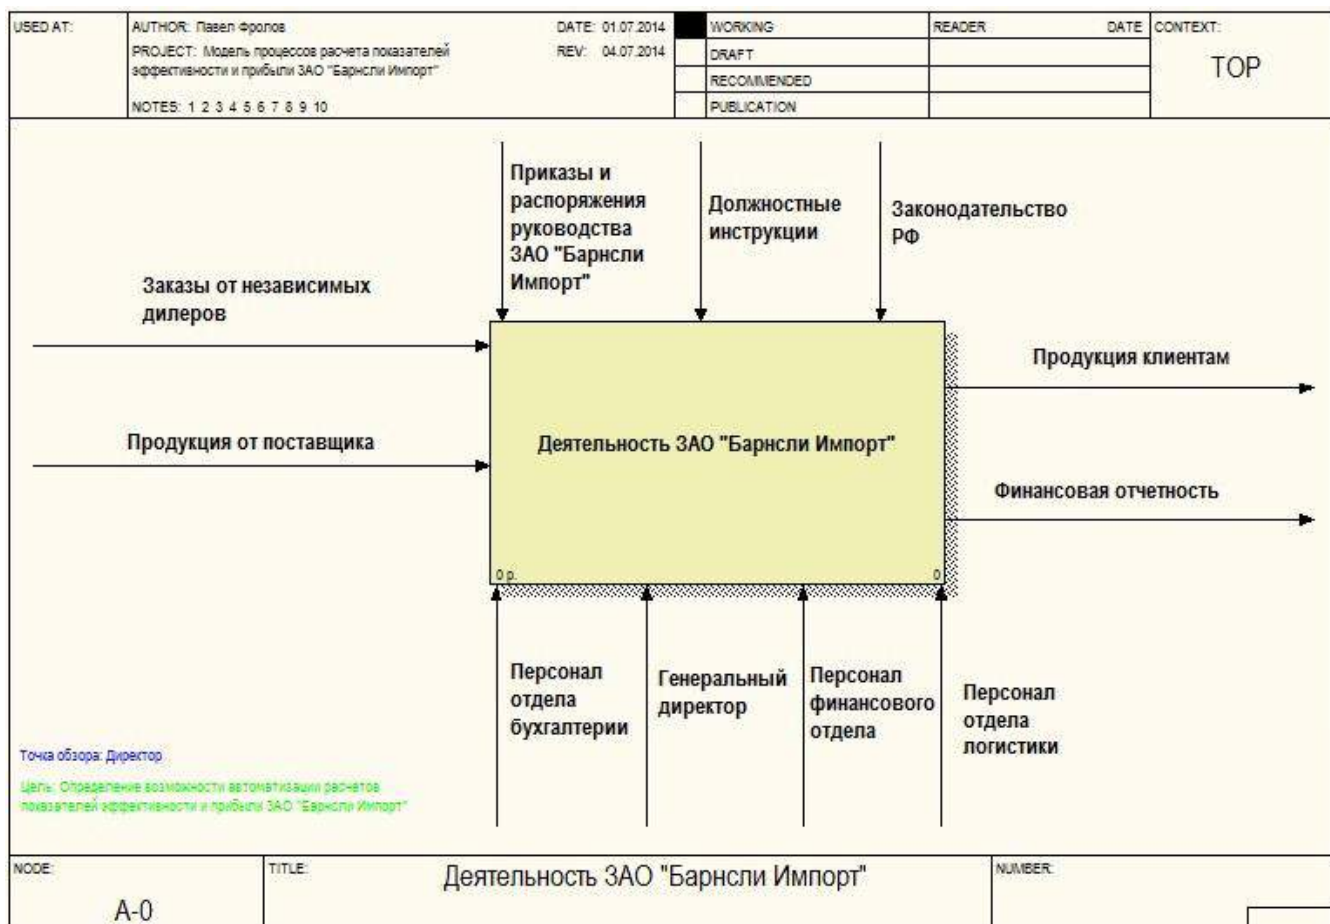 USED AT:
AUTHOR: Павел Фролов
DATE: 01.07.2014
REV: 04.07.2014
PROJECT: Модель процессов расчета показателей
эффективности и прибыли ЗАО "Барнсли Импорт"
NOTES: 1 2 3 4 5 6 7 8 9 10
WORKING
DRAFT
RECOMMENDED
PUBLICATION
READER
DATE
CONTEXT:
TOP
Приказы и
распоряжения
руководства
ЗАО "Барнсли
Импорт"
Должностные
инструкции
Законодательство
РФ
Заказы от независимых
дилеров
Продукция от поставщика
Деятельность ЗАО "Барнсли Импорт"
0 р.
0
Продукция клиентам
Финансовая отчетность
Персонал
отдела
бухгалтерии
Генеральный
директор
Персонал
финансового
отдела
Персонал
отдела
логистики
Точка обзора: Директор
Цель: Определение возможности автоматизации расчетов
показателей эффективности и прибыли ЗАО "Барнсли Импорт"
NODE:
A-0
TITLE:
Деятельность ЗАО "Барнсли Импорт"
NUMBER: